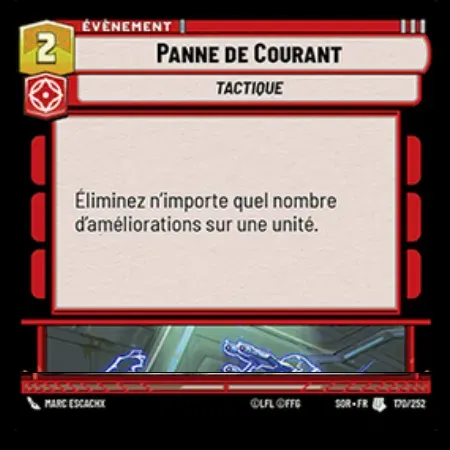 ÉVÈNEMENT
2
PANNE DE COURANT
TACTIQUE
Éliminez n'importe quel nombre
d'améliorations sur une unité.
MARC ESCACHX
©LFL ©FFG
SOR • FR
170/252